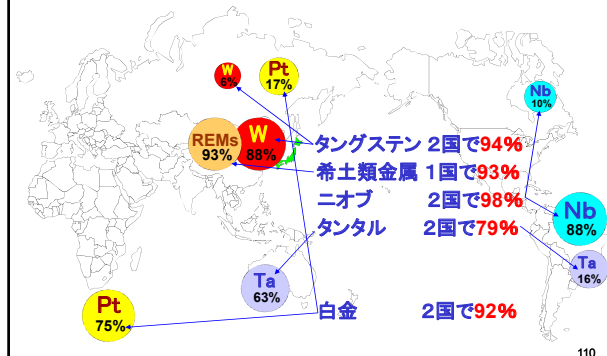 W
6%
Pt
17%
Nb
10%
REMs
93%
W
88%
タングステン 2国で94%
希土類金属 1国で93%
ニオブ 2国で98%
タンタル 2国で79%
Nb
88%
Ta
63%
Ta
16%
Pt
75%
白金 2国で92%
110